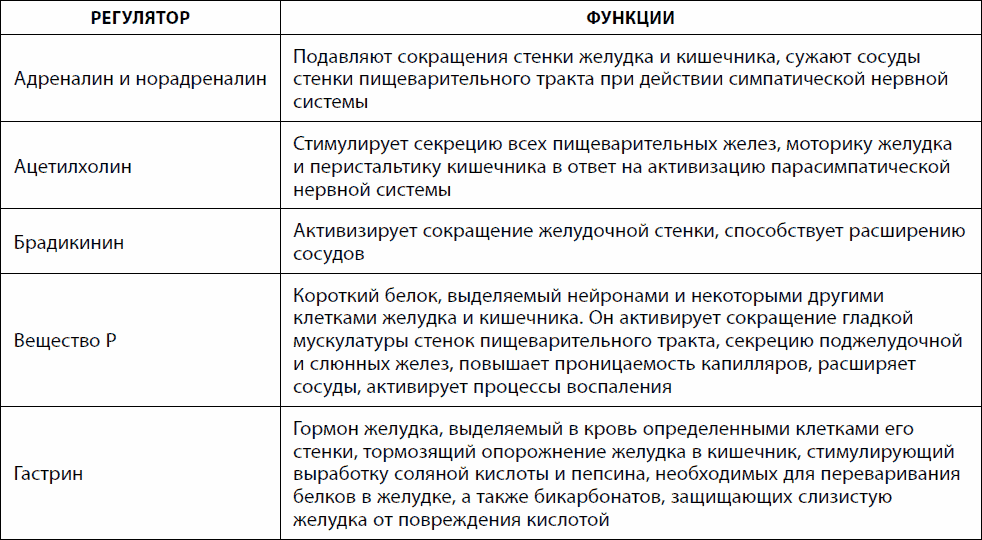 РЕГУЛЯТОР ФУНКЦИИ
Адреналин и норадреналин
Подавляют сокращения стенки желудка и кишечника, сужают сосуды
стенки пищеварительного тракта при действии симпатической нервной
системы
Ацетилхолин
Стимулирует секрецию всех пищеварительных желез, моторику желудка
и перистальтику кишечника в ответ на активизацию парасимпатической
нервной системы
Брадикинин
Активизирует сокращение желудочной стенки, способствует расширению
сосудов
Вещество Р
Короткий белок, выделяемый нейронами и некоторыми другими
клетками желудка и кишечника. Он активирует сокращение гладкой
мускулатуры стенок пищеварительного тракта, секрецию поджелудочной
и слюнных желез, повышает проницаемость капилляров, расширяет
сосуды, активирует процессы воспаления
Гастрин
Гормон желудка, выделяемый в кровь определенными клетками его
стенки, тормозящий опорожнение желудка в кишечник, стимулирующий
выработку соляной кислоты и пепсина, необходимых для переваривания
белков в желудке, а также бикарбонатов, защищающих слизистую
желудка от повреждения кислотой